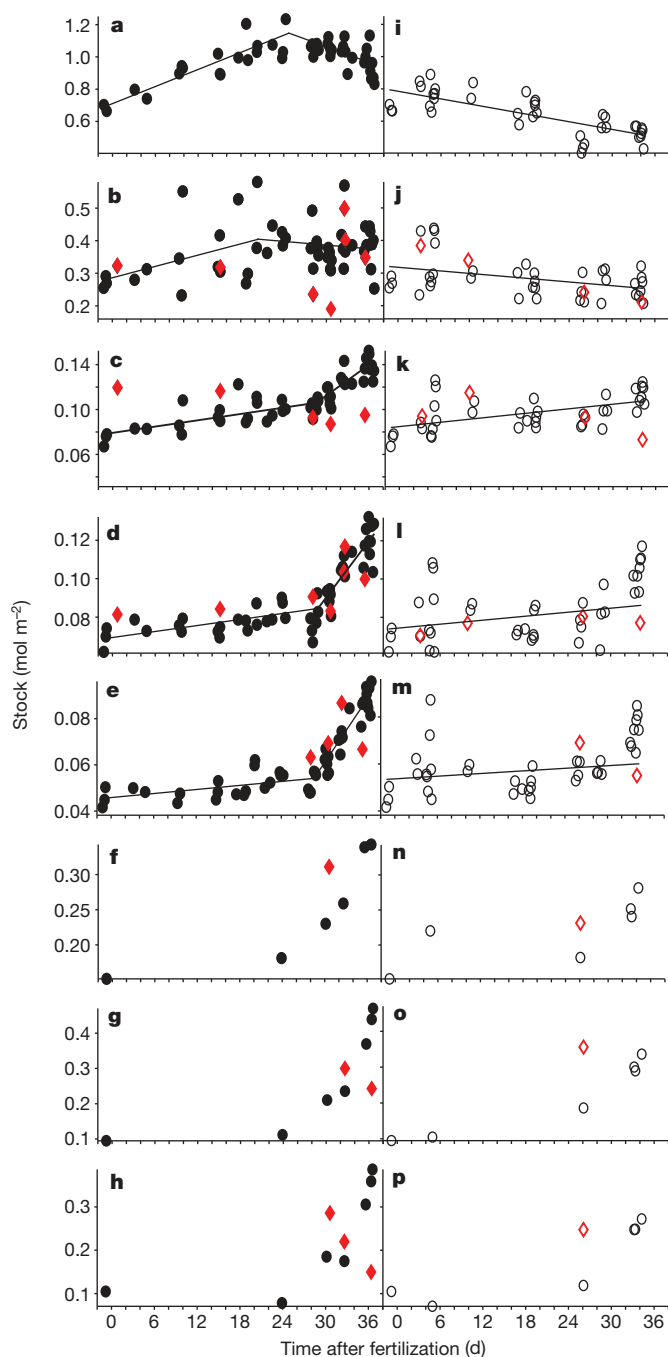 a
i
1.2
1.0
0.8
0.6
b
j
0.5
0.4
0.3
0.2
c
k
0.14
0.10
0.06
d
l
0.12
0.10
0.08
0.06
e
m
0.08
0.06
0.04
f
n
0.30
0.25
0.20
g
o
0.4
0.3
0.2
0.1
h
p
0.3
0.2
0.1
Stock (mol m⁻²)
0 6 12 18 24 30 36 0 6 12 18 24 30 36
Time after fertilization (d)